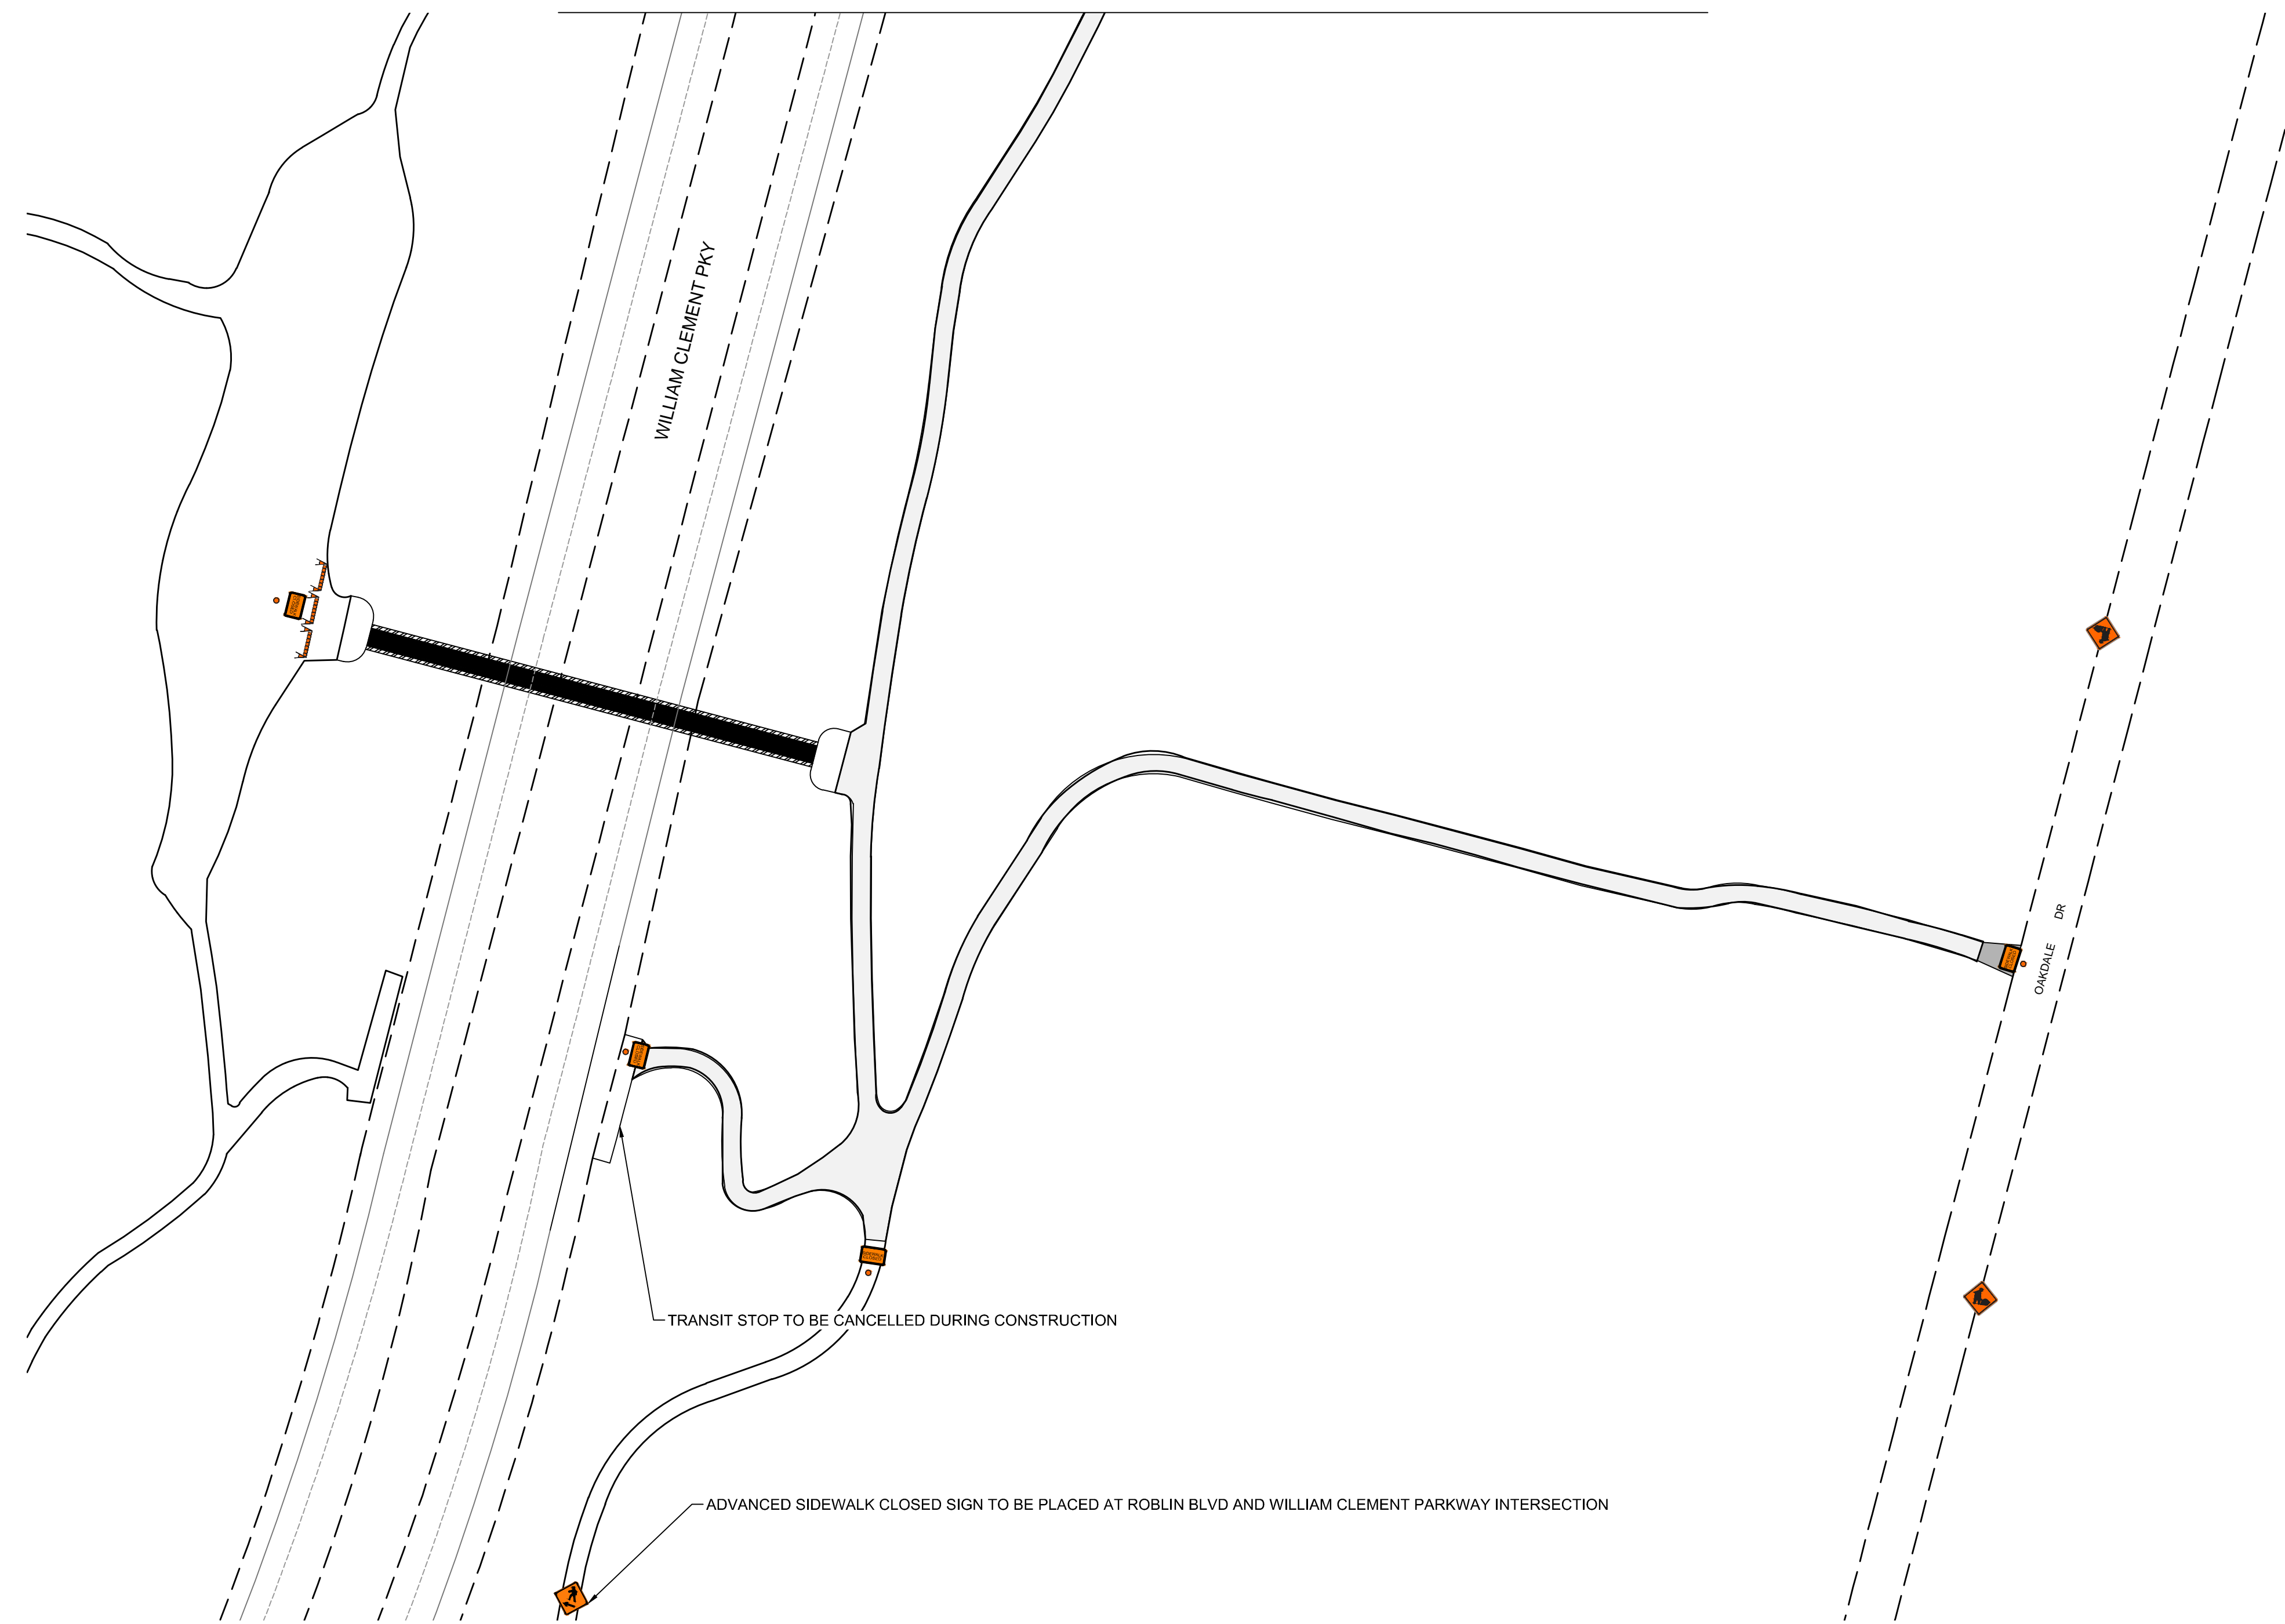 WILLIAM CLEMENT PKY
OAKDALE DR
TRANSIT STOP TO BE CANCELLED DURING CONSTRUCTION
ADVANCED SIDEWALK CLOSED SIGN TO BE PLACED AT ROBLIN BLVD AND WILLIAM CLEMENT PARKWAY INTERSECTION